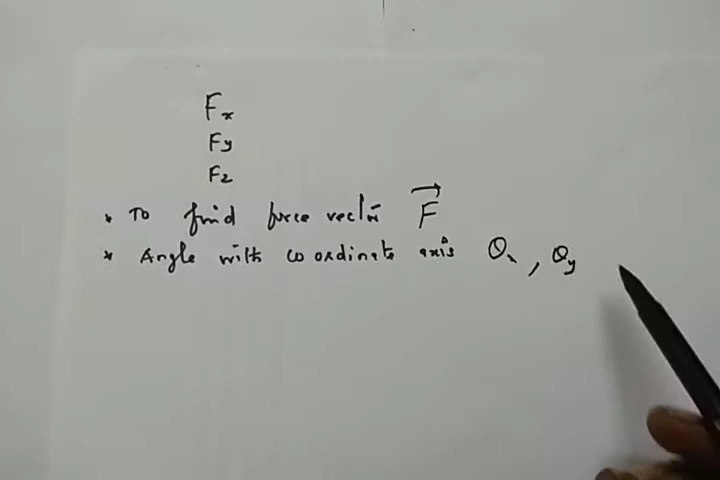 Fx
Fy
Fz
* To find force vector F
* Angle with coordinate axis θx, θy